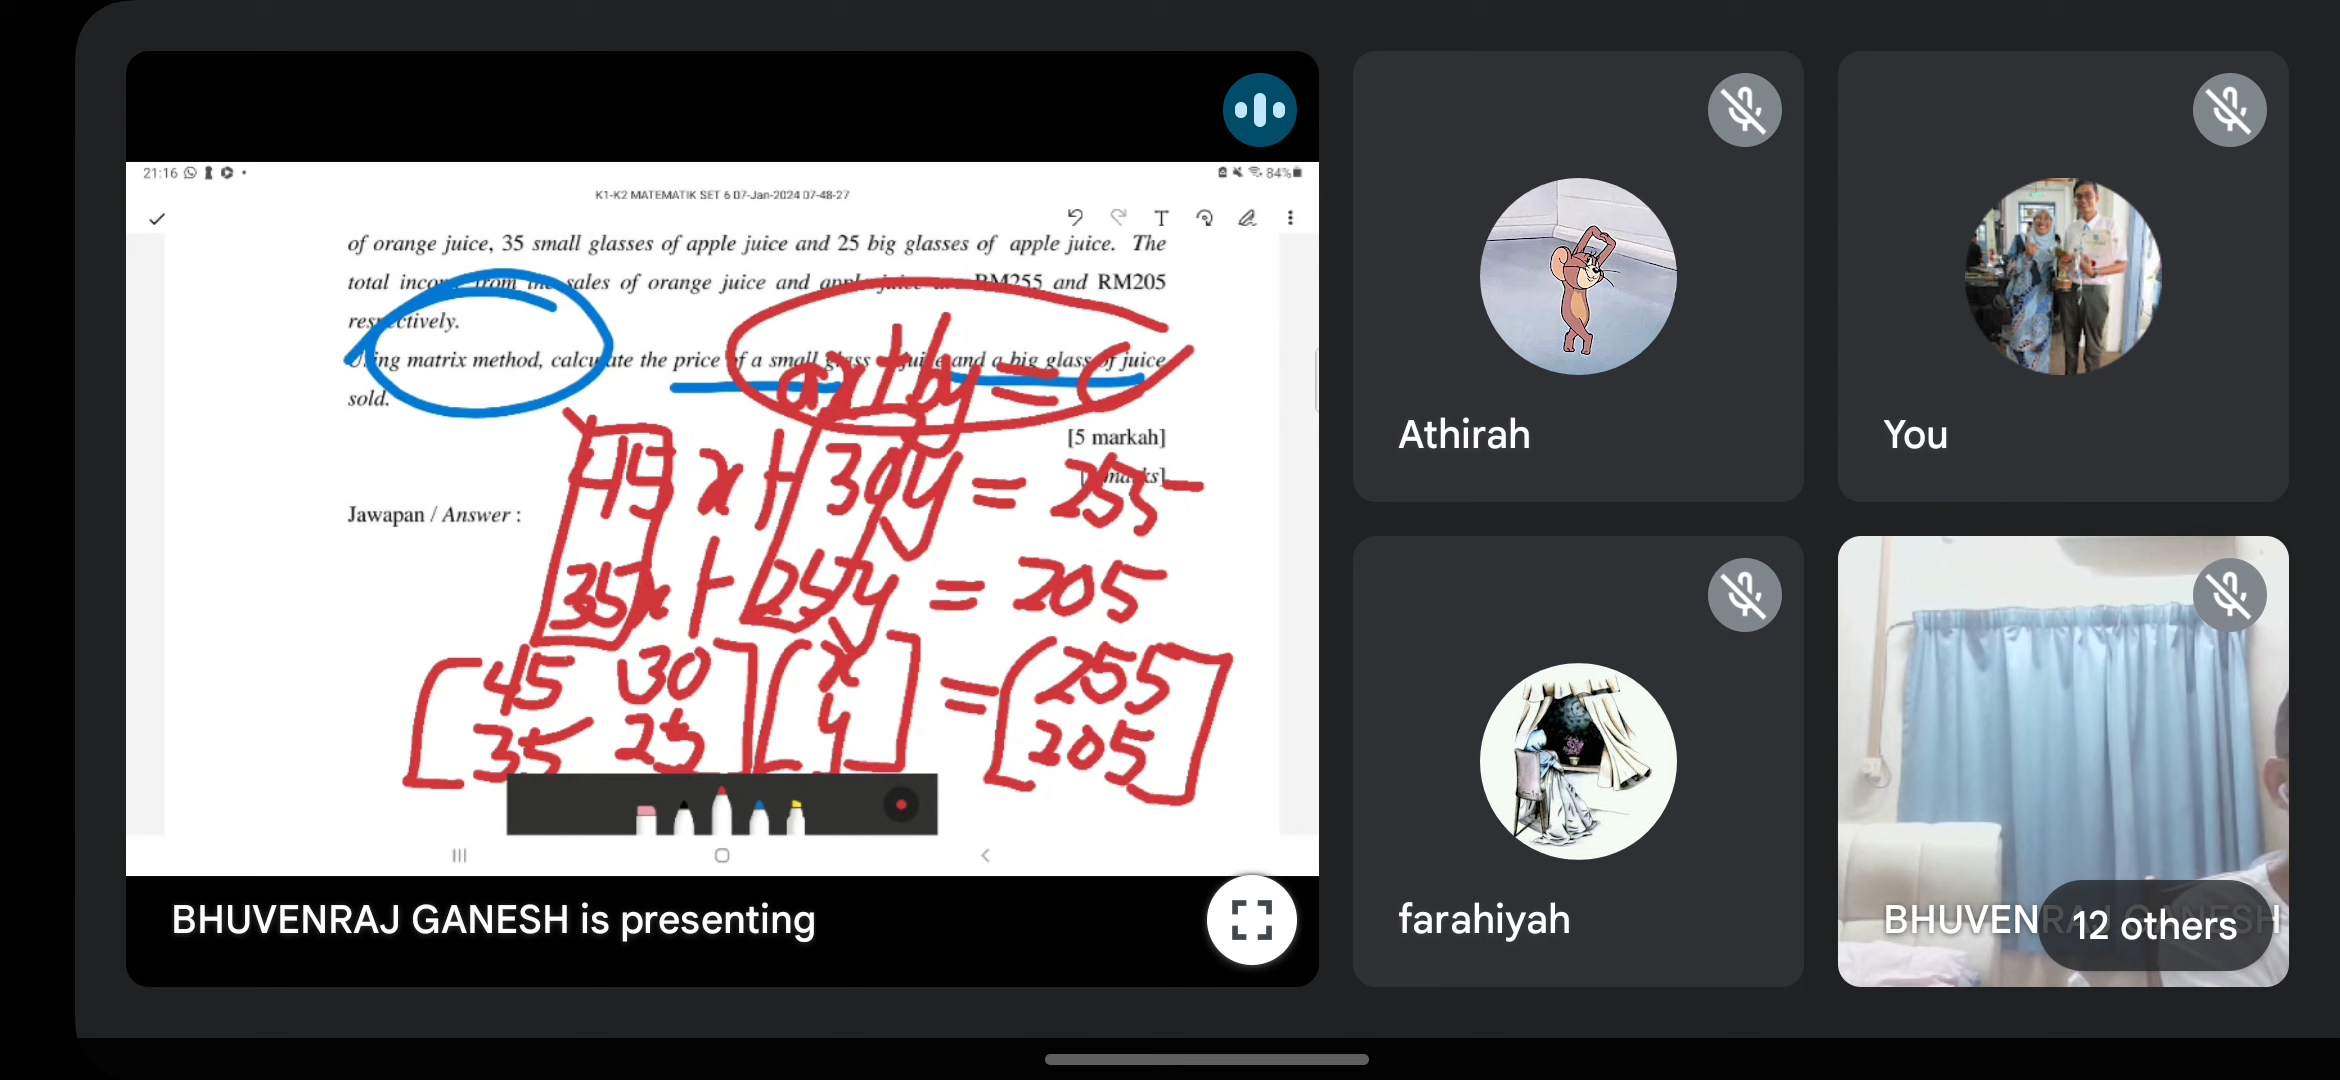 21:16
84%
K1-K2 MATEMATIK SET 6 07-Jan-2024 07-48-27
T
of orange juice, 35 small glasses of apple juice and 25 big glasses of apple juice. The
total income from the sales of orange juice and apple juice are RM255 and RM205
respectively.
Using matrix method, calculate the price of a small glass of juice and a big glass of juice
sold.
ax + by = c
[5 markah]
marks]
Jawapan / Answer :
45x + 30y = 255
35x + 25y = 205
[45 30] [x] = [255]
[35 25] [y] [205]
BHUVENRAJ GANESH is presenting
Athirah
You
farahiyah
BHUVENRAJ GANESH
12 others